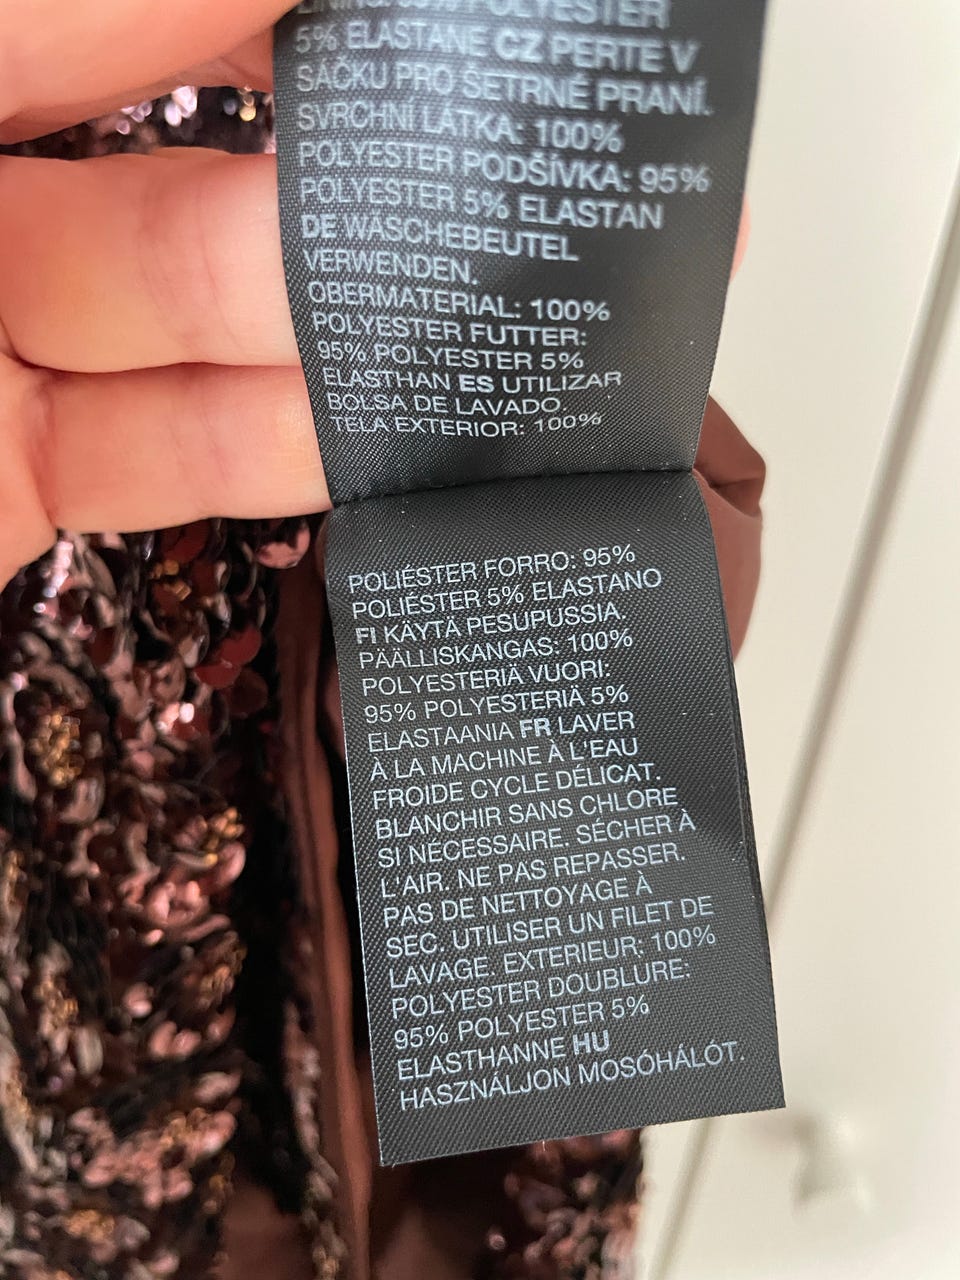 POLYESTER
5% ELASTANE CZ PERTE V
SÁČKU PRO ŠETRNÉ PRANÍ.
SVRCHNÍ LÁTKA: 100%
POLYESTER PODŠÍVKA: 95%
POLYESTER 5% ELASTAN
DE WÄSCHEBEUTEL
VERWENDEN.
OBERMATERIAL: 100%
POLYESTER FUTTER:
95% POLYESTER 5%
ELASTHAN ES UTILIZAR
BOLSA DE LAVADO.
TELA EXTERIOR: 100%
POLIÉSTER FORRO: 95%
POLIÉSTER 5% ELASTANO
FI KÄYTÄ PESUPUSSIA.
PÄÄLLISKANGAS: 100%
POLYESTERIÄ VUORI:
95% POLYESTERIÄ 5%
ELASTAANIA FR LAVER
À LA MACHINE À L'EAU
FROIDE CYCLE DÉLICAT.
BLANCHIR SANS CHLORE
SI NÉCESSAIRE. SÉCHER À
L'AIR. NE PAS REPASSER.
PAS DE NETTOYAGE À
SEC. UTILISER UN FILET DE
LAVAGE. EXTERIEUR: 100%
POLYESTER DOUBLURE:
95% POLYESTER 5%
ELASTHANNE HU
HASZNÁLJON MOSÓHÁLÓT.